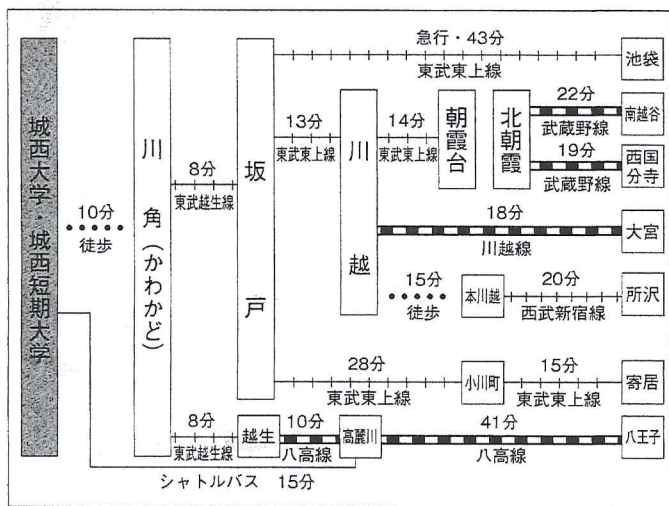 城西大学・城西短期大学
10分
徒歩
川角（かわかど）
8分
東武越生線
坂戸
急行・43分
東武東上線
池袋
13分
東武東上線
川越
14分
東武東上線
朝霞台
北朝霞
22分
武蔵野線
南越谷
19分
武蔵野線
西国
分寺
18分
川越線
大宮
15分
徒歩
本川越
20分
西武新宿線
所沢
28分
東武東上線
小川町
15分
東武東上線
寄居
8分
東武越生線
越生
10分
八高線
高麗川
41分
八高線
八王子
シャトルバス 15分